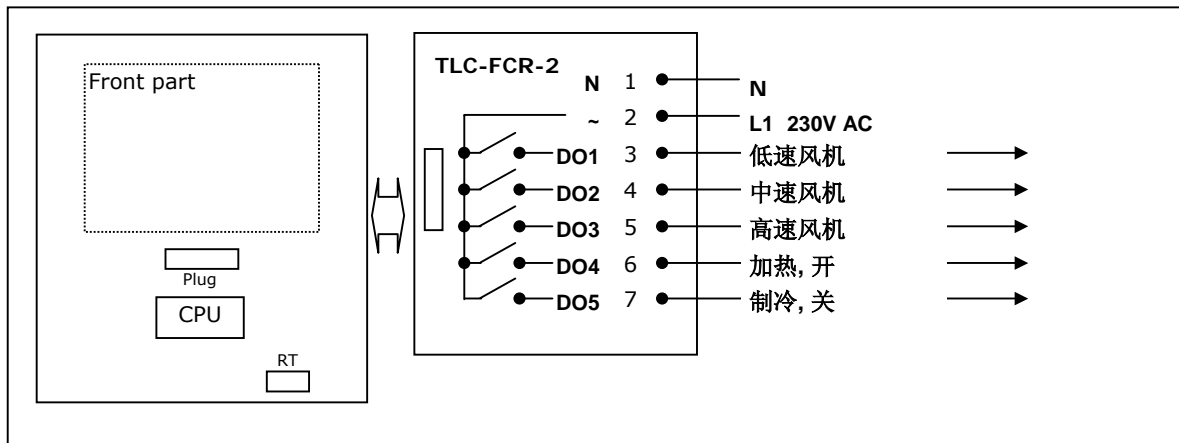 Front part
Plug
CPU
RT
TLC-FCR-2
N 1 N
~ 2 L1 230V AC
DO1 3 低速风机
DO2 4 中速风机
DO3 5 高速风机
DO4 6 加热, 开
DO5 7 制冷, 关